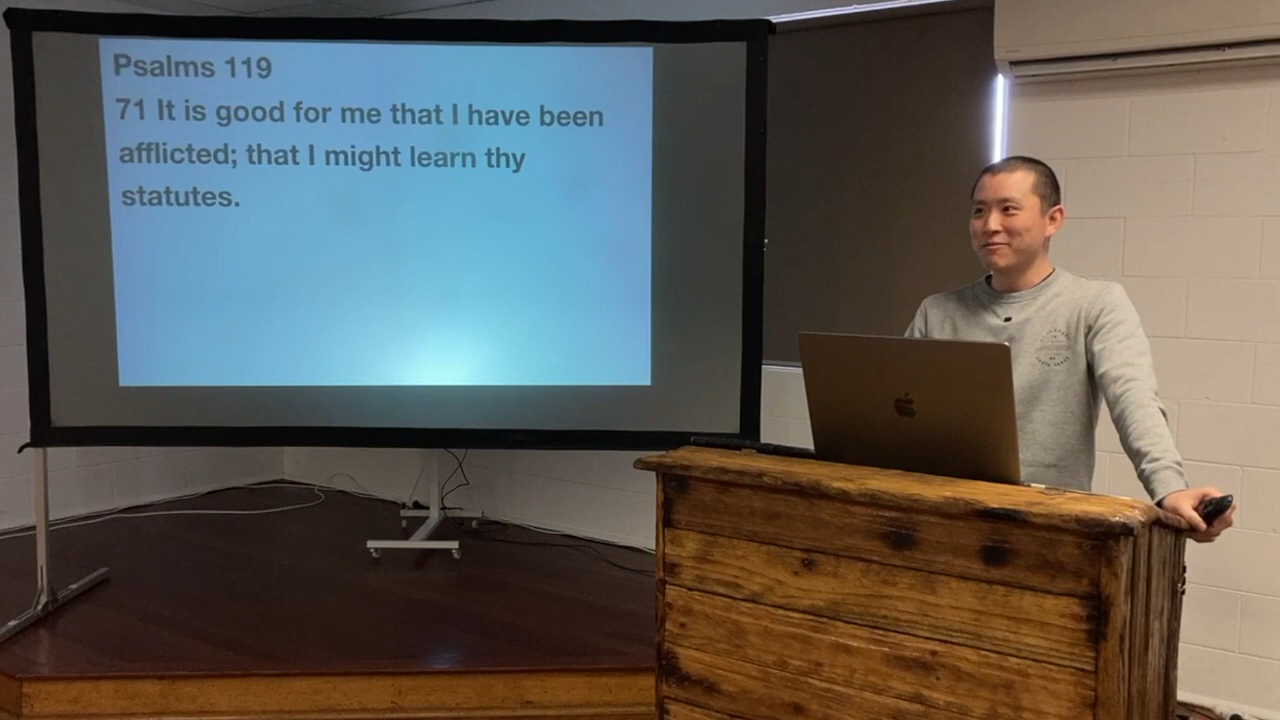 Psalms 119
71 It is good for me that I have been
afflicted; that I might learn thy
statutes.